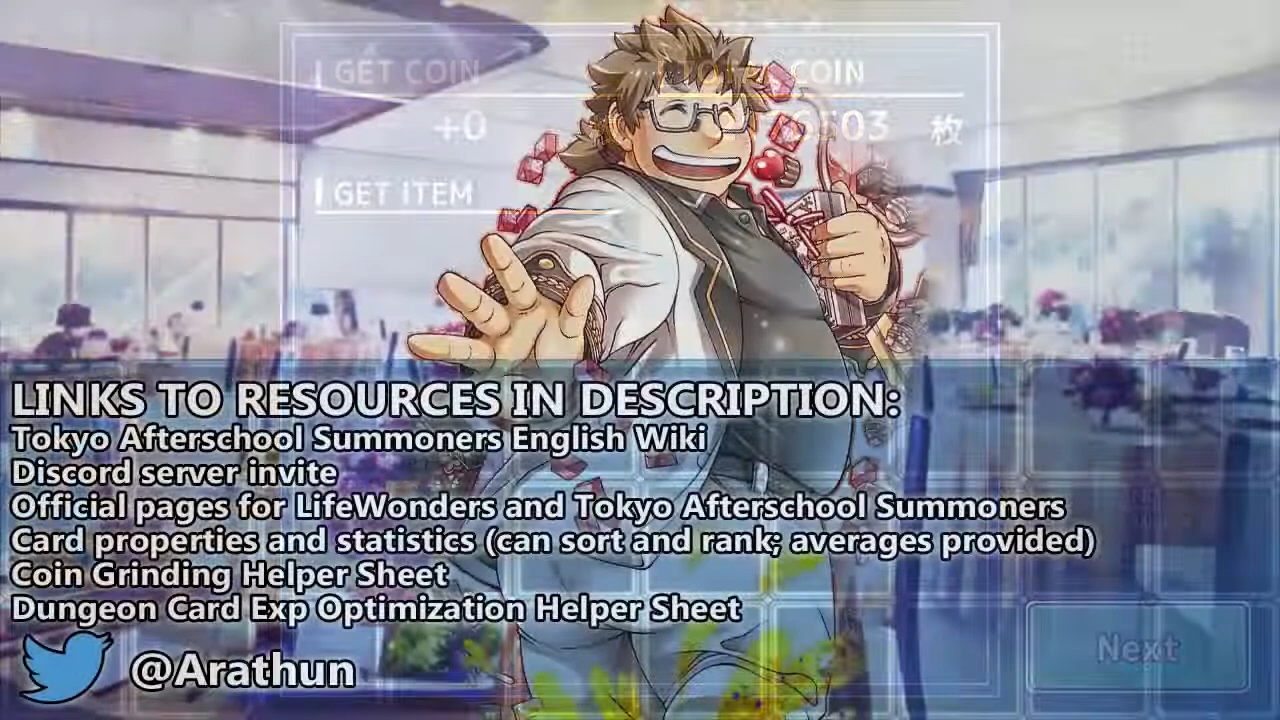 GET COIN
COIN
+0
503 枚
GET ITEM
LINKS TO RESOURCES IN DESCRIPTION:
Tokyo Afterschool Summoners English Wiki
Discord server invite
Official pages for LifeWonders and Tokyo Afterschool Summoners
Card properties and statistics (can sort and rank; averages provided)
Coin Grinding Helper Sheet
Dungeon Card Exp Optimization Helper Sheet
@Arathun
Next